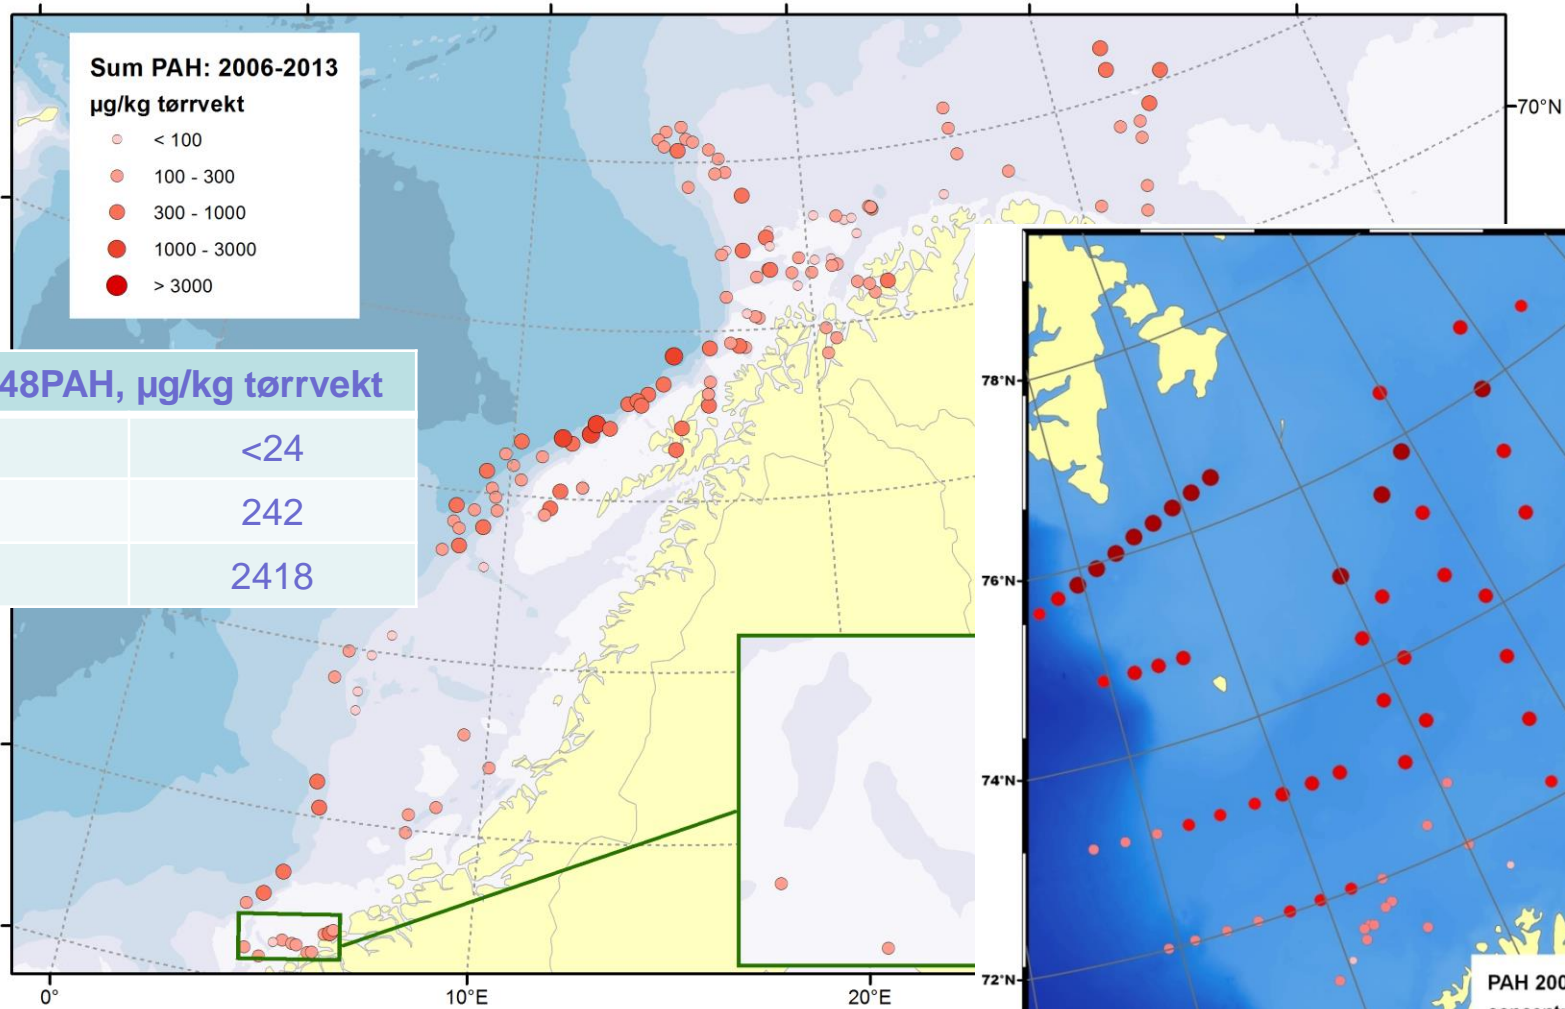 Sum PAH: 2006-2013
µg/kg tørrvekt
< 100
100 - 300
300 - 1000
1000 - 3000
> 3000
70°N
48PAH, µg/kg tørrvekt
<24
242
2418
78°N
76°N
74°N
72°N
0°
10°E
20°E
PAH 200